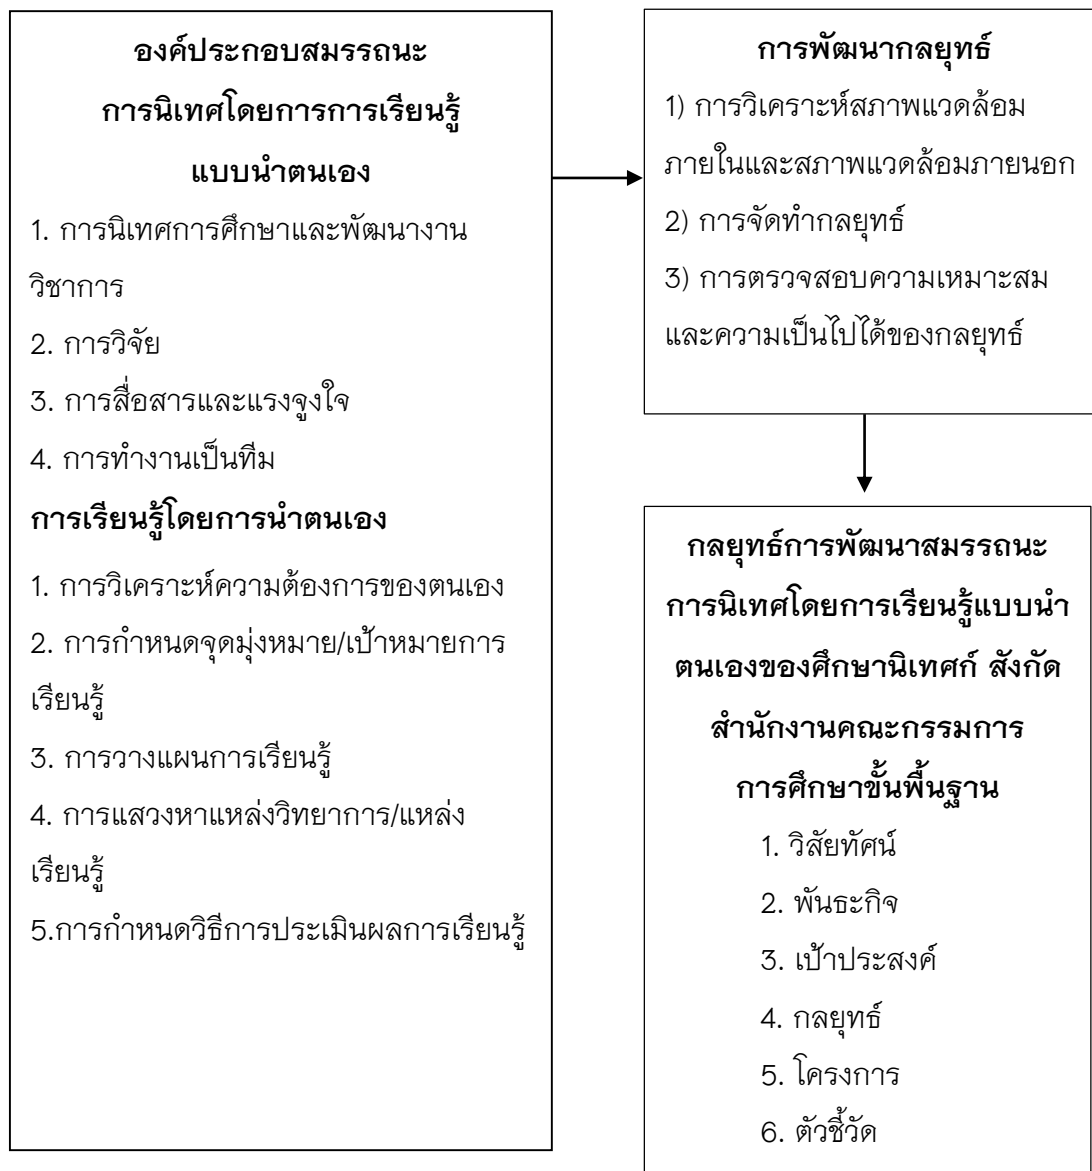 องค์ประกอบสมรรถนะ
การนิเทศโดยการการเรียนรู้
แบบนำตนเอง
1. การนิเทศการศึกษาและพัฒนางาน
วิชาการ
2. การวิจัย
3. การสื่อสารและแรงจูงใจ
4. การทำงานเป็นทีม
การเรียนรู้โดยการนำตนเอง
1. การวิเคราะห์ความต้องการของตนเอง
2. การกำหนดจุดมุ่งหมาย/เป้าหมายการ
เรียนรู้
3. การวางแผนการเรียนรู้
4. การแสวงหาแหล่งวิทยาการ/แหล่ง
เรียนรู้
5.การกำหนดวิธีการประเมินผลการเรียนรู้
การพัฒนากลยุทธ์
1) การวิเคราะห์สภาพแวดล้อม
ภายในและสภาพแวดล้อมภายนอก
2) การจัดทำกลยุทธ์
3) การตรวจสอบความเหมาะสม
และความเป็นไปได้ของกลยุทธ์
กลยุทธ์การพัฒนาสมรรถนะ
การนิเทศโดยการเรียนรู้แบบนำ
ตนเองของศึกษานิเทศก์ สังกัด
สำนักงานคณะกรรมการ
การศึกษาขั้นพื้นฐาน
1. วิสัยทัศน์
2. พันธะกิจ
3. เป้าประสงค์
4. กลยุทธ์
5. โครงการ
6. ตัวชี้วัด